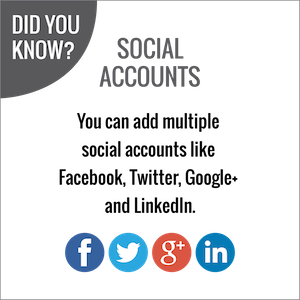 DID YOU
KNOW?
SOCIAL
ACCOUNTS
You can add multiple
social accounts like
Facebook, Twitter, Google+
and LinkedIn.
f g+ in